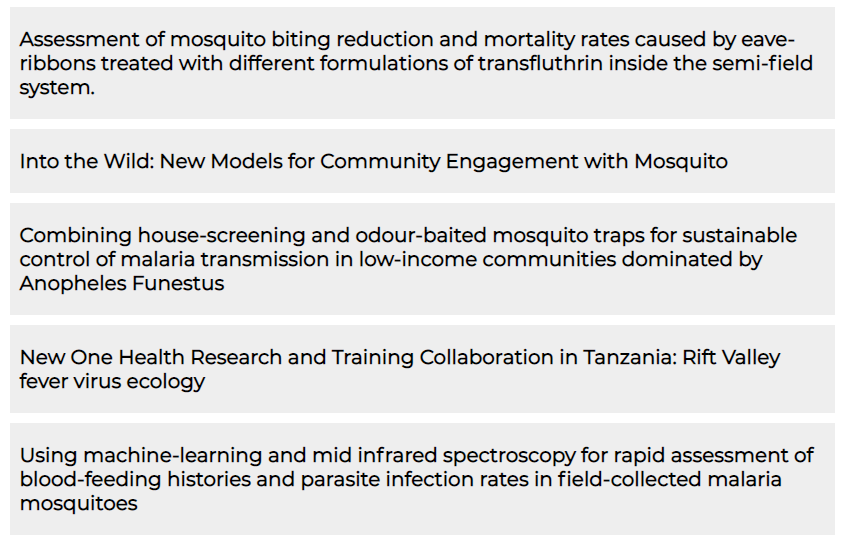 Assessment of mosquito biting reduction and mortality rates caused by eave-
ribbons treated with different formulations of transfluthrin inside the semi-field
system.
Into the Wild: New Models for Community Engagement with Mosquito
Combining house-screening and odour-baited mosquito traps for sustainable
control of malaria transmission in low-income communities dominated by
Anopheles Funestus
New One Health Research and Training Collaboration in Tanzania: Rift Valley
fever virus ecology
Using machine-learning and mid infrared spectroscopy for rapid assessment of
blood-feeding histories and parasite infection rates in field-collected malaria
mosquitoes